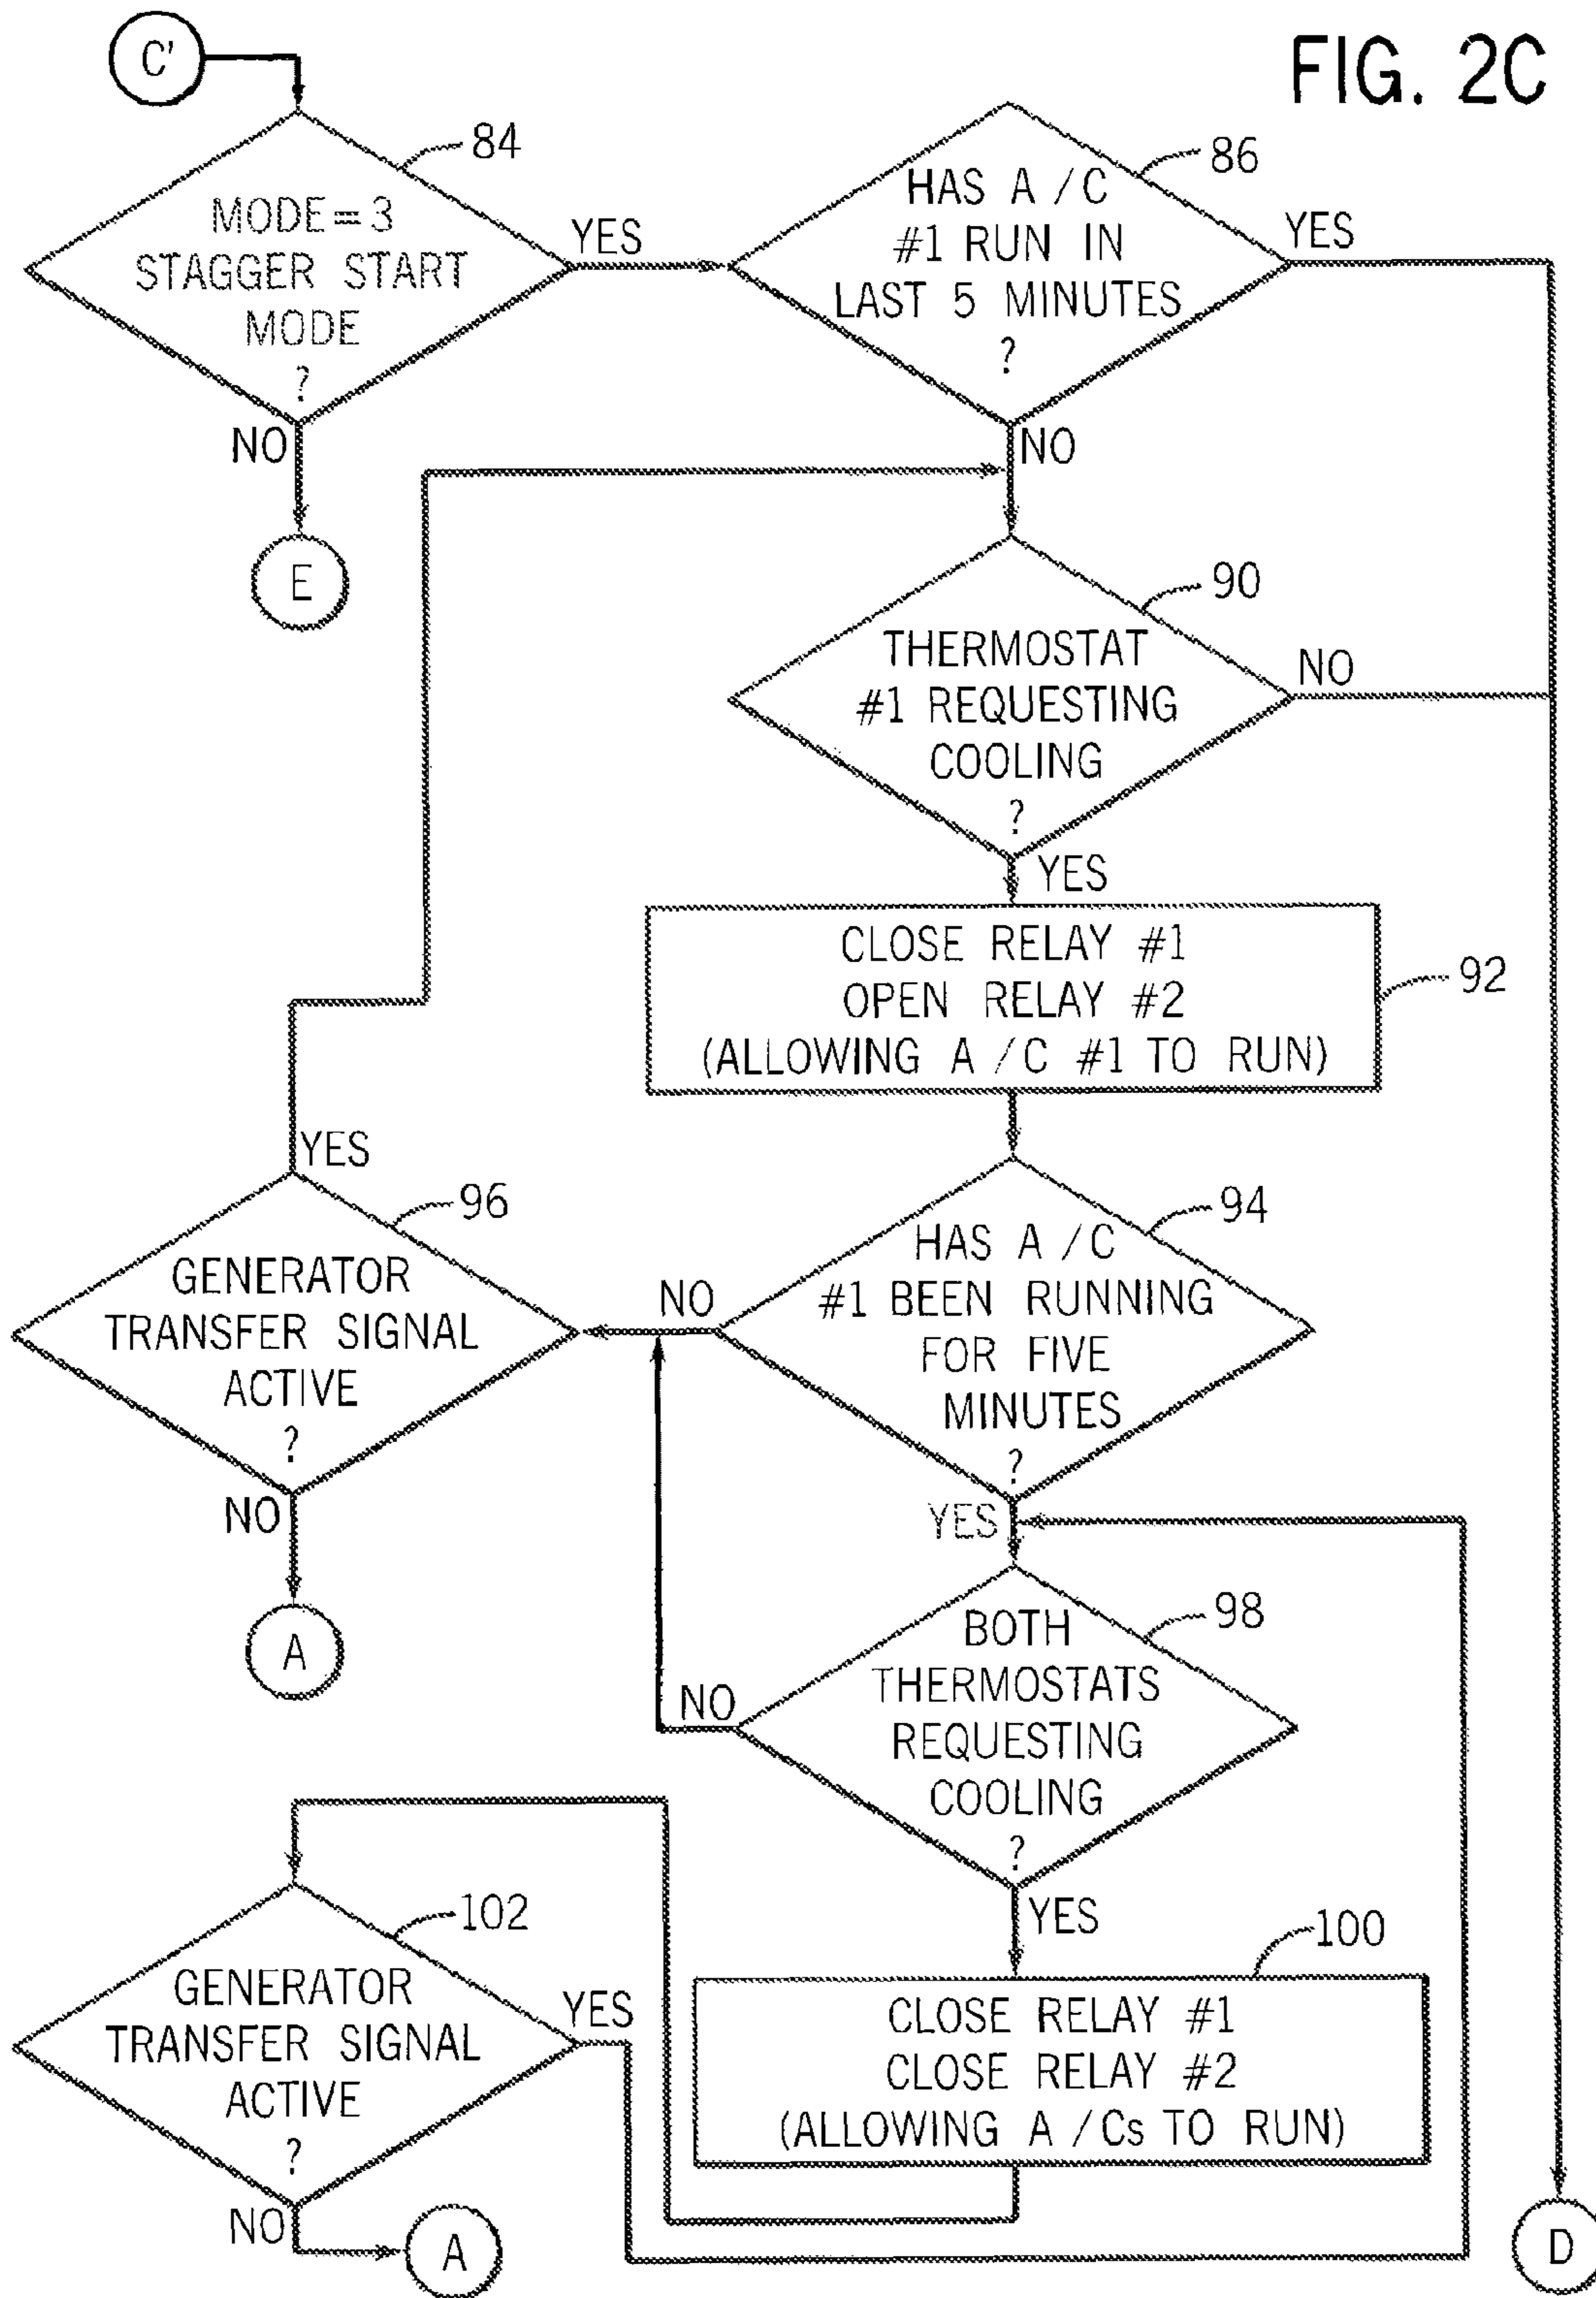 FIG. 2C
C'
84
MODE=3
STAGGER START
MODE
?
YES
NO
E
86
HAS A/C
#1 RUN IN
LAST 5 MINUTES
?
YES
NO
90
THERMOSTAT
#1 REQUESTING
COOLING
?
NO
YES
CLOSE RELAY #1
OPEN RELAY #2
(ALLOWING A/C #1 TO RUN)
92
94
HAS A/C
#1 BEEN RUNNING
FOR FIVE
MINUTES
?
NO
YES
YES
96
GENERATOR
TRANSFER SIGNAL
ACTIVE
?
NO
A
98
BOTH
THERMOSTATS
REQUESTING
COOLING
?
NO
YES
100
CLOSE RELAY #1
CLOSE RELAY #2
(ALLOWING A/Cs TO RUN)
102
GENERATOR
TRANSFER SIGNAL
ACTIVE
?
YES
NO
A
D